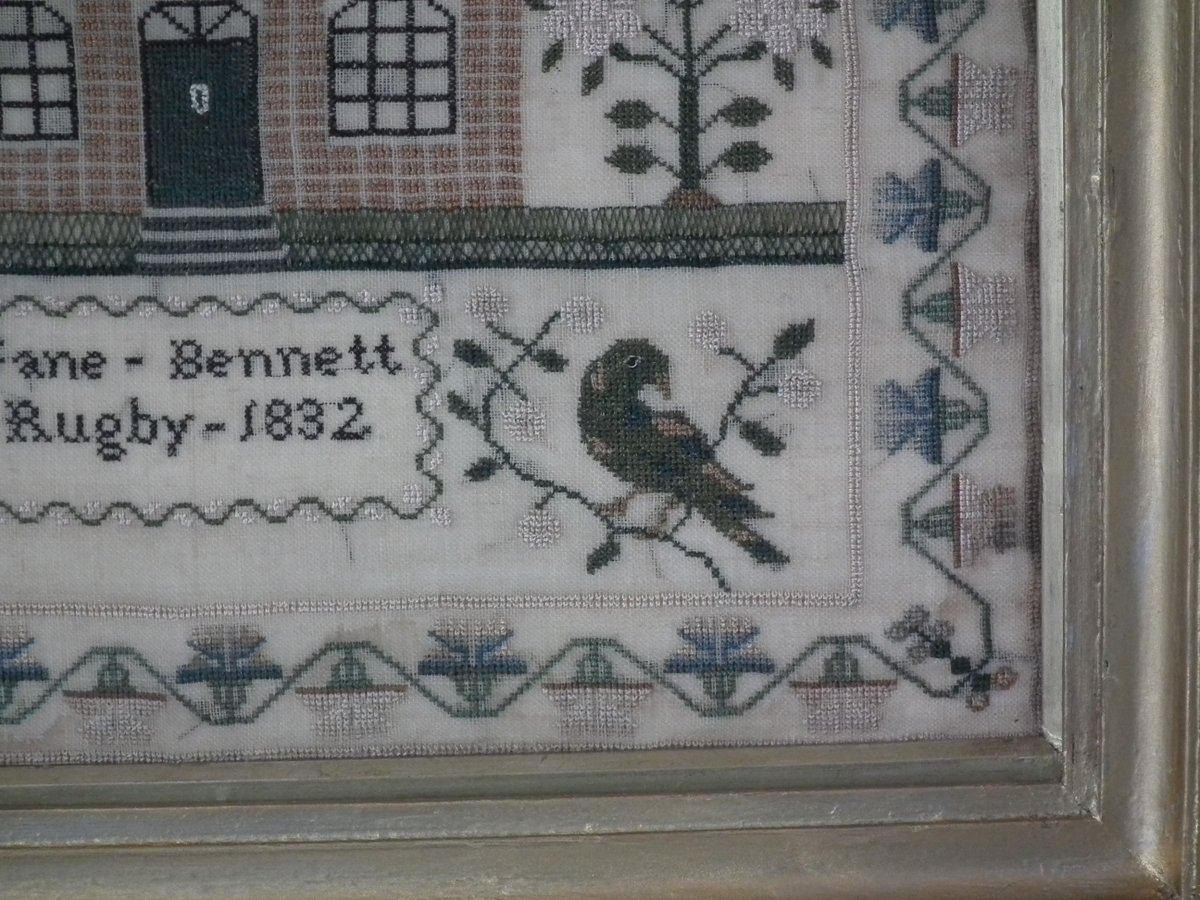 Jane - Bennett
Rugby - 1832